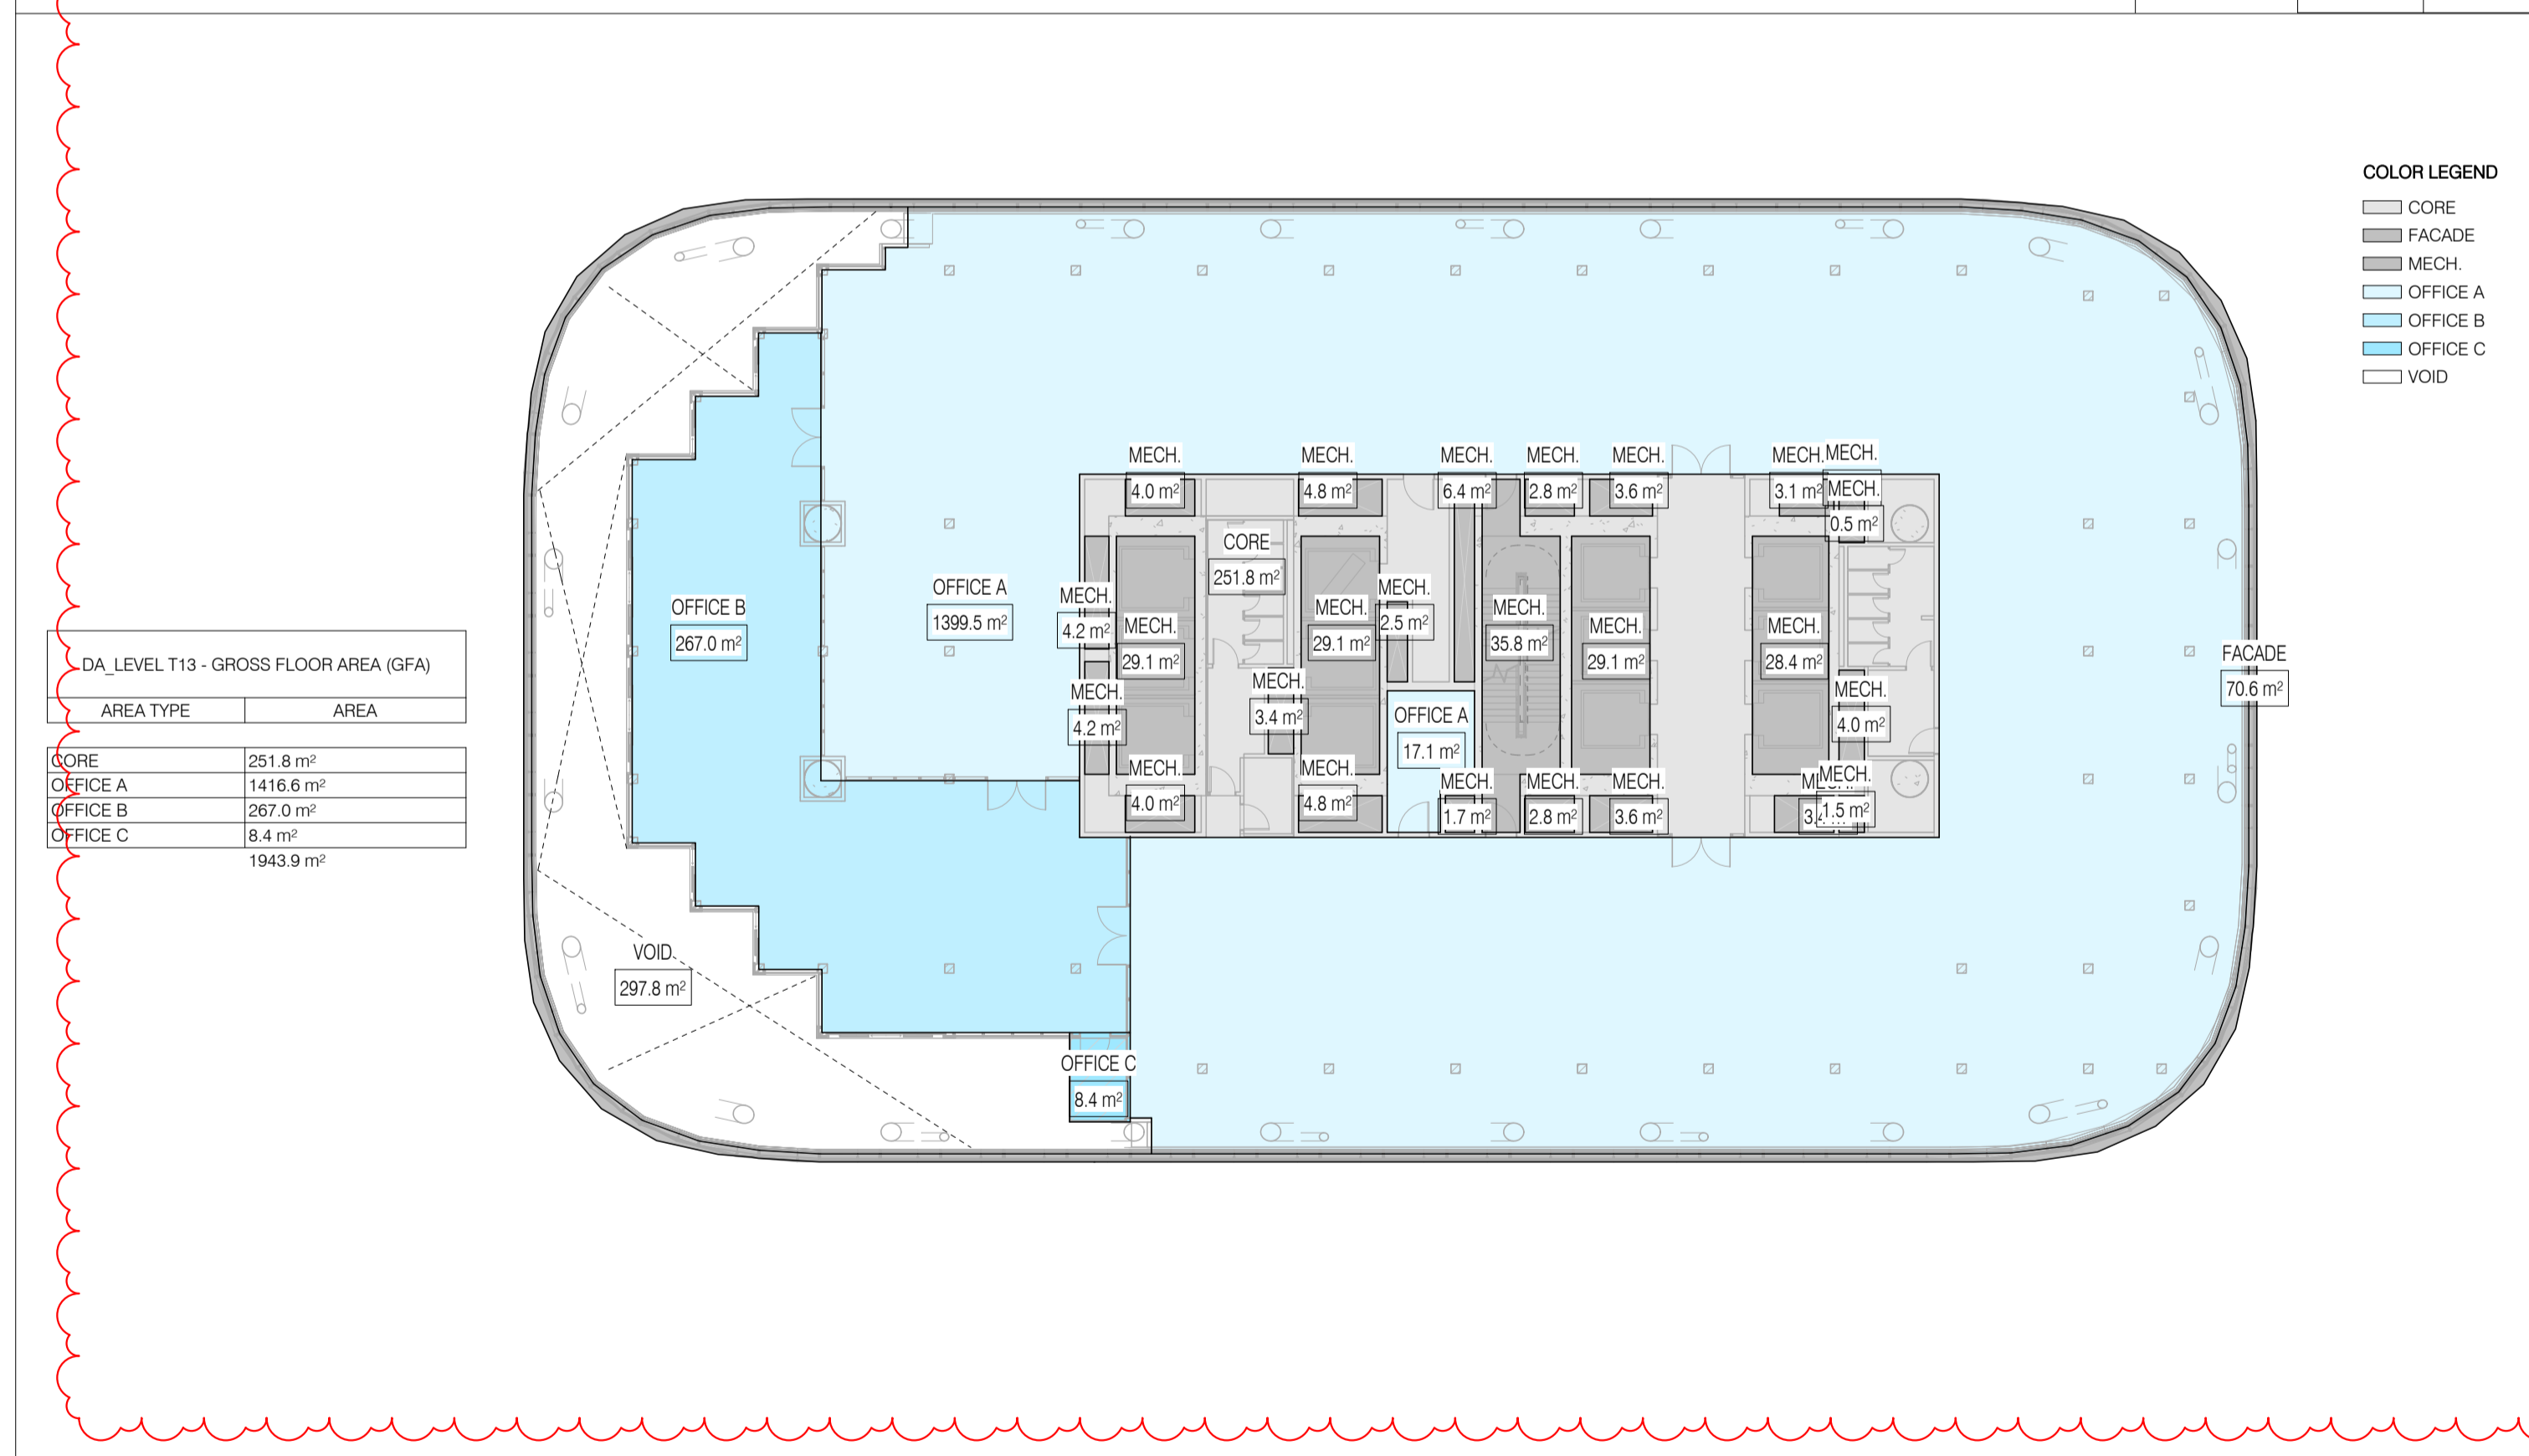 COLOR LEGEND
CORE
FACADE
MECH.
OFFICE A
OFFICE B
OFFICE C
VOID
DA_LEVEL T13 - GROSS FLOOR AREA (GFA)
AREA TYPE AREA
CORE 251.8 m²
OFFICE A 1416.6 m²
OFFICE B 267.0 m²
OFFICE C 8.4 m²
1943.9 m²
MECH.
4.0 m²
MECH.
4.8 m²
MECH.
6.4 m²
MECH.
2.8 m²
MECH.
3.6 m²
MECH.
3.1 m²
MECH.
MECH.
0.5 m²
CORE
251.8 m²
OFFICE B
267.0 m²
OFFICE A
1399.5 m²
MECH.
4.2 m²
MECH.
29.1 m²
MECH.
29.1 m²
MECH.
2.5 m²
MECH.
35.8 m²
MECH.
29.1 m²
MECH.
28.4 m²
FACADE
70.6 m²
MECH.
4.2 m²
MECH.
3.4 m²
OFFICE A
17.1 m²
MECH.
4.0 m²
MECH.
4.0 m²
MECH.
4.8 m²
MECH.
1.7 m²
MECH.
2.8 m²
MECH.
3.6 m²
MECH.
1.5 m²
VOID
297.8 m²
OFFICE C
8.4 m²